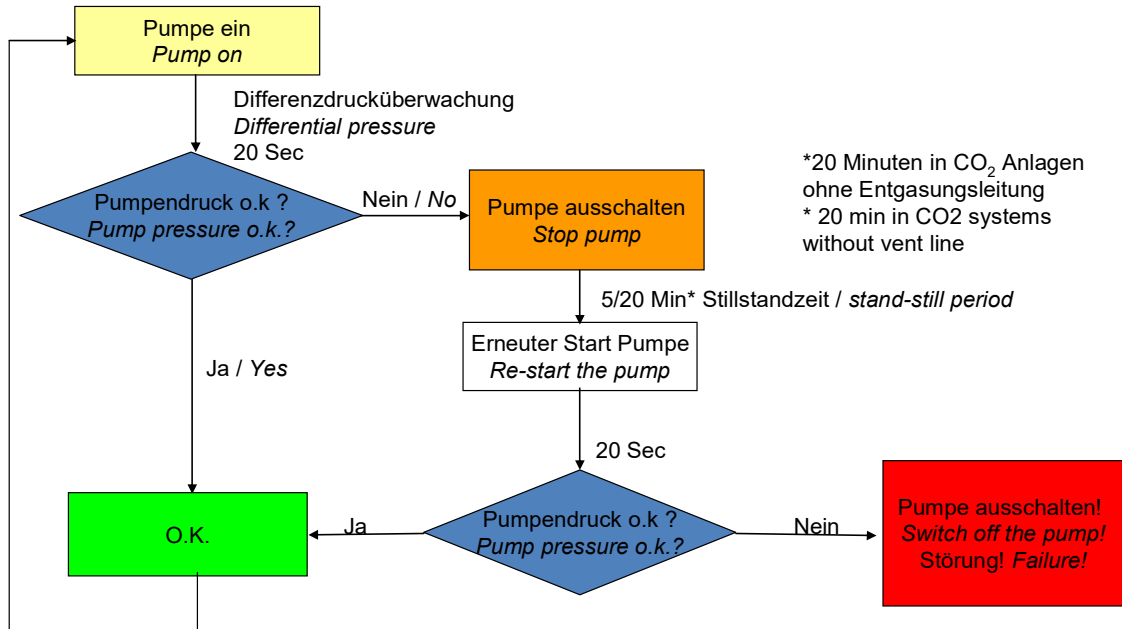 Pumpe ein
Pump on
Differenzdrucküberwachung
Differential pressure
20 Sec
Pumpendruck o.k ?
Pump pressure o.k.?
Nein / No
Pumpe ausschalten
Stop pump
*20 Minuten in CO₂ Anlagen
ohne Entgasungsleitung
* 20 min in CO2 systems
without vent line
5/20 Min* Stillstandzeit / stand-still period
Erneuter Start Pumpe
Re-start the pump
Ja / Yes
20 Sec
Pumpendruck o.k ?
Pump pressure o.k.?
Ja
O.K.
Nein
Pumpe ausschalten!
Switch off the pump!
Störung! Failure!